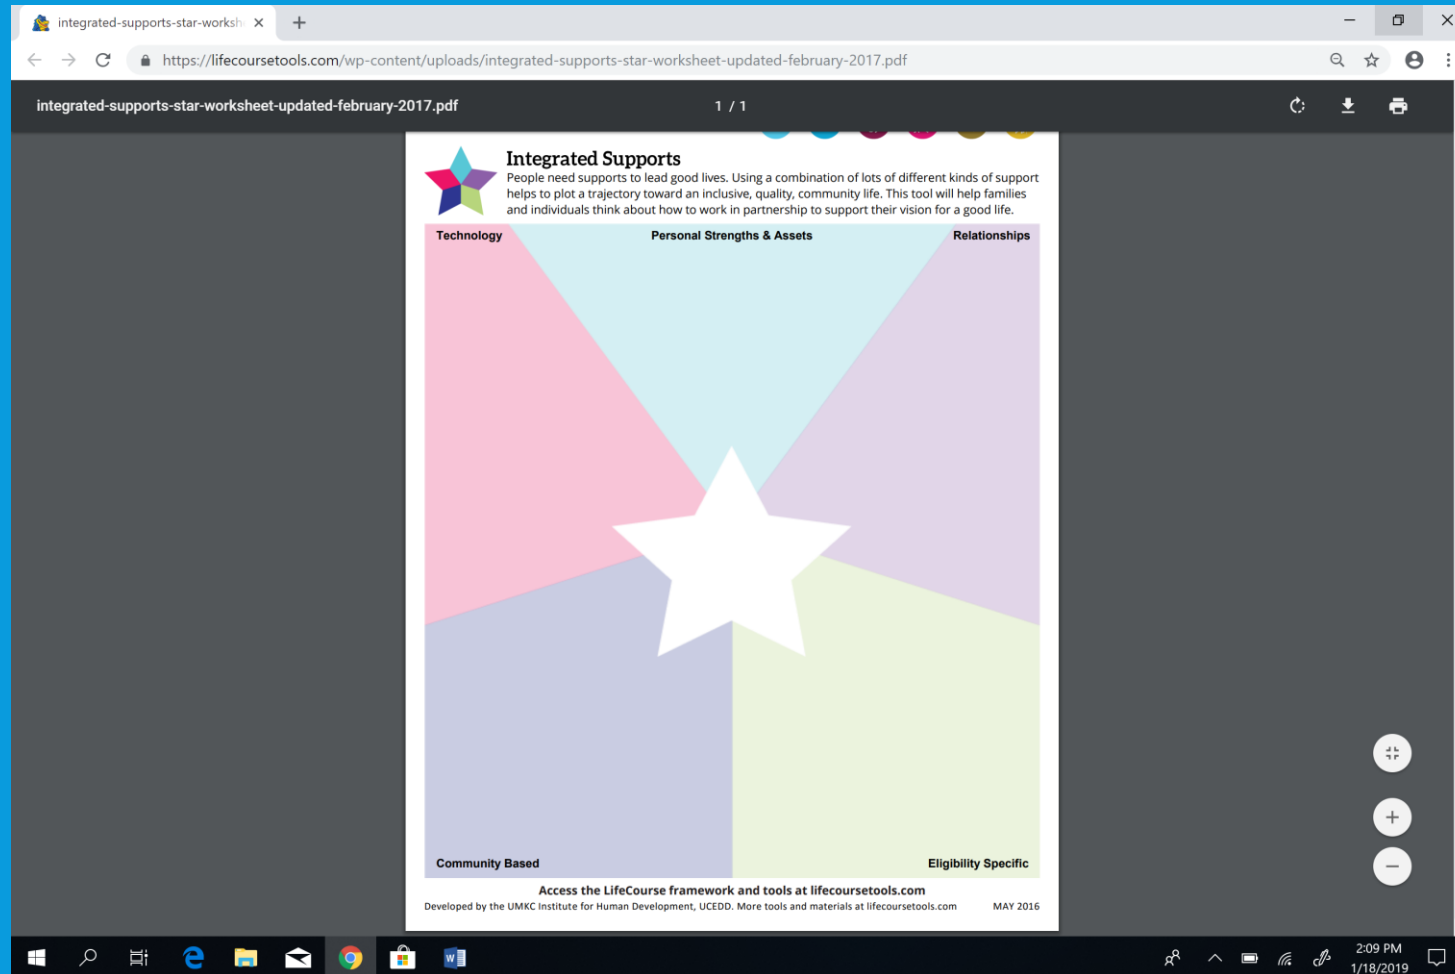 integrated-supports-star-worksh
https://lifecoursetools.com/wp-content/uploads/integrated-supports-star-worksheet-updated-february-2017.pdf
integrated-supports-star-worksheet-updated-february-2017.pdf
1 / 1
Integrated Supports
People need supports to lead good lives. Using a combination of lots of different kinds of support
helps to plot a trajectory toward an inclusive, quality, community life. This tool will help families
and individuals think about how to work in partnership to support their vision for a good life.
Technology
Personal Strengths & Assets
Relationships
Community Based
Eligibility Specific
Access the LifeCourse framework and tools at lifecoursetools.com
Developed by the UMKC Institute for Human Development, UCEDD. More tools and materials at lifecoursetools.com
MAY 2016
2:09 PM
1/18/2019